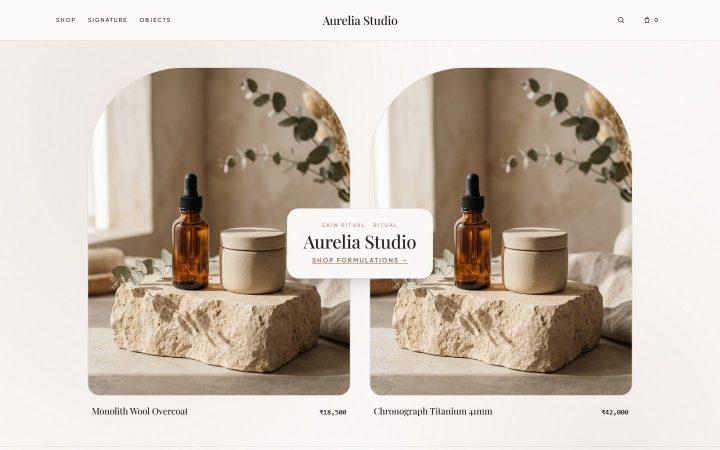 SHOP SIGNATURE OBJECTS
Aurelia Studio
0
SKIN RITUAL · RITUAL
Aurelia Studio
SHOP FORMULATIONS →
Monolith Wool Overcoat ₹18,500
Chronograph Titanium 41mm ₹42,000